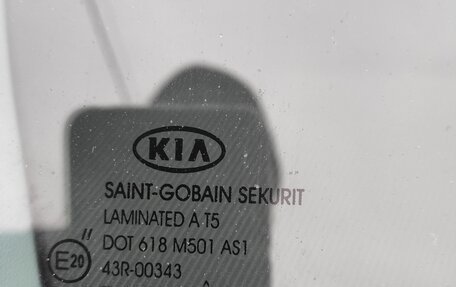 KIA
SAINT-GOBAIN SEKURIT
LAMINATED A T5
DOT 618 M501 AS1
E20 43R-00343